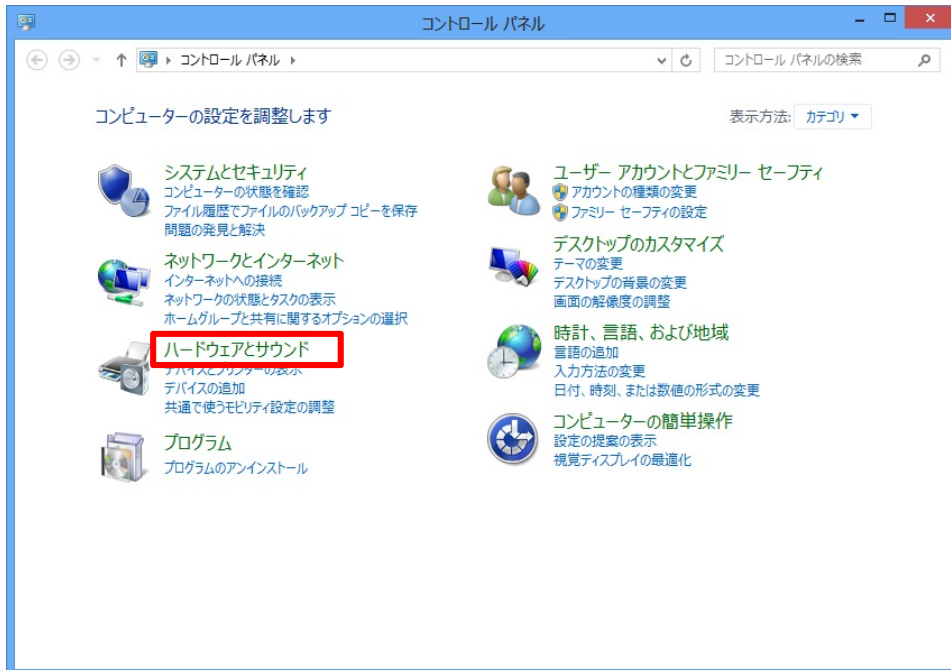 コントロール パネル
コントロール パネル
コントロール パネルの検索
コンピューターの設定を調整します
表示方法: カテゴリ
システムとセキュリティ
コンピューターの状態を確認
ファイル履歴でファイルのバックアップ コピーを保存
問題の発見と解決
ネットワークとインターネット
インターネットへの接続
ネットワークの状態とタスクの表示
ホームグループと共有に関するオプションの選択
ハードウェアとサウンド
デバイスとプリンターの表示
デバイスの追加
共通で使うモビリティ設定の調整
プログラム
プログラムのアンインストール
ユーザー アカウントとファミリー セーフティ
アカウントの種類の変更
ファミリー セーフティの設定
デスクトップのカスタマイズ
テーマの変更
デスクトップの背景の変更
画面の解像度の調整
時計、言語、および地域
言語の追加
入力方法の変更
日付、時刻、または数値の形式の変更
コンピューターの簡単操作
設定の提案の表示
視覚ディスプレイの最適化